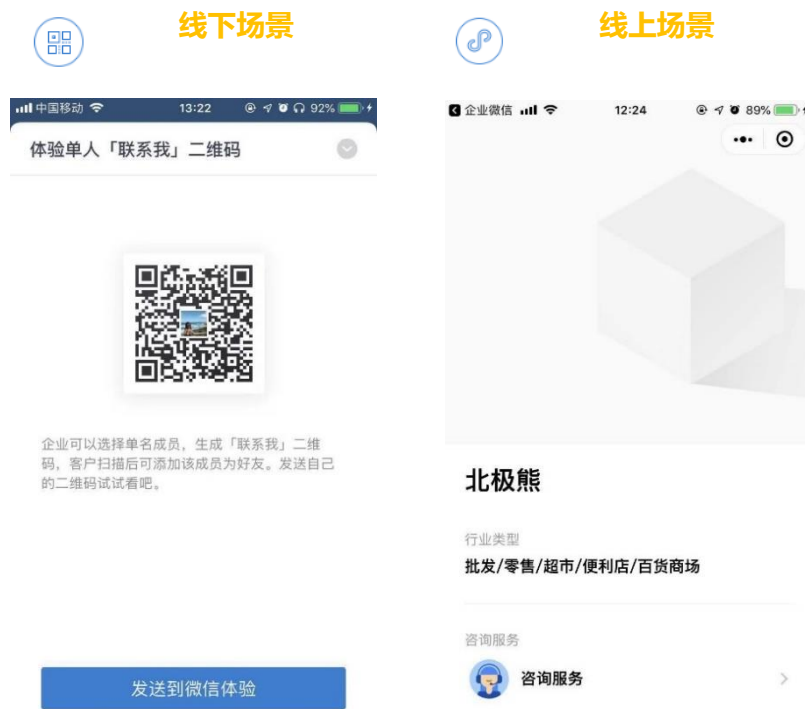 线下场景
中国移动 13:22 92%
体验单人「联系我」二维码
企业可以选择单名成员，生成「联系我」二维
码，客户扫描后可添加该成员为好友。发送自己
的二维码试试看吧。
发送到微信体验
线上场景
企业微信 12:24 89%
北极熊
行业类型
批发/零售/超市/便利店/百货商场
咨询服务
咨询服务